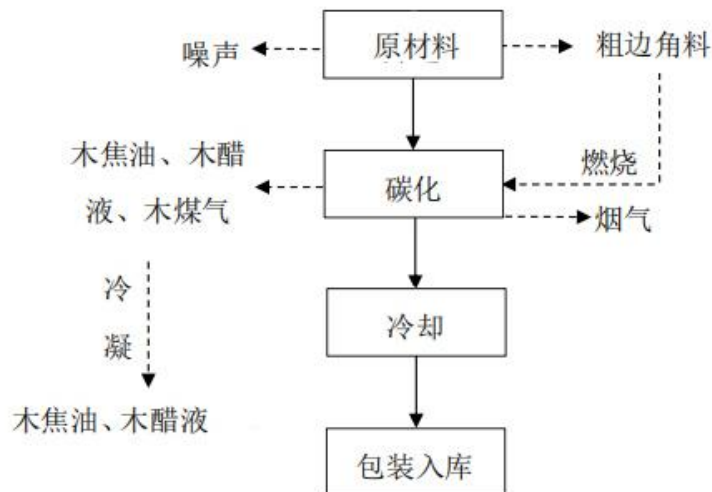 噪声
原材料
粗边角料
木焦油、木醋
液、木煤气
碳化
燃烧
烟气
冷
凝
冷却
木焦油、木醋液
包装入库